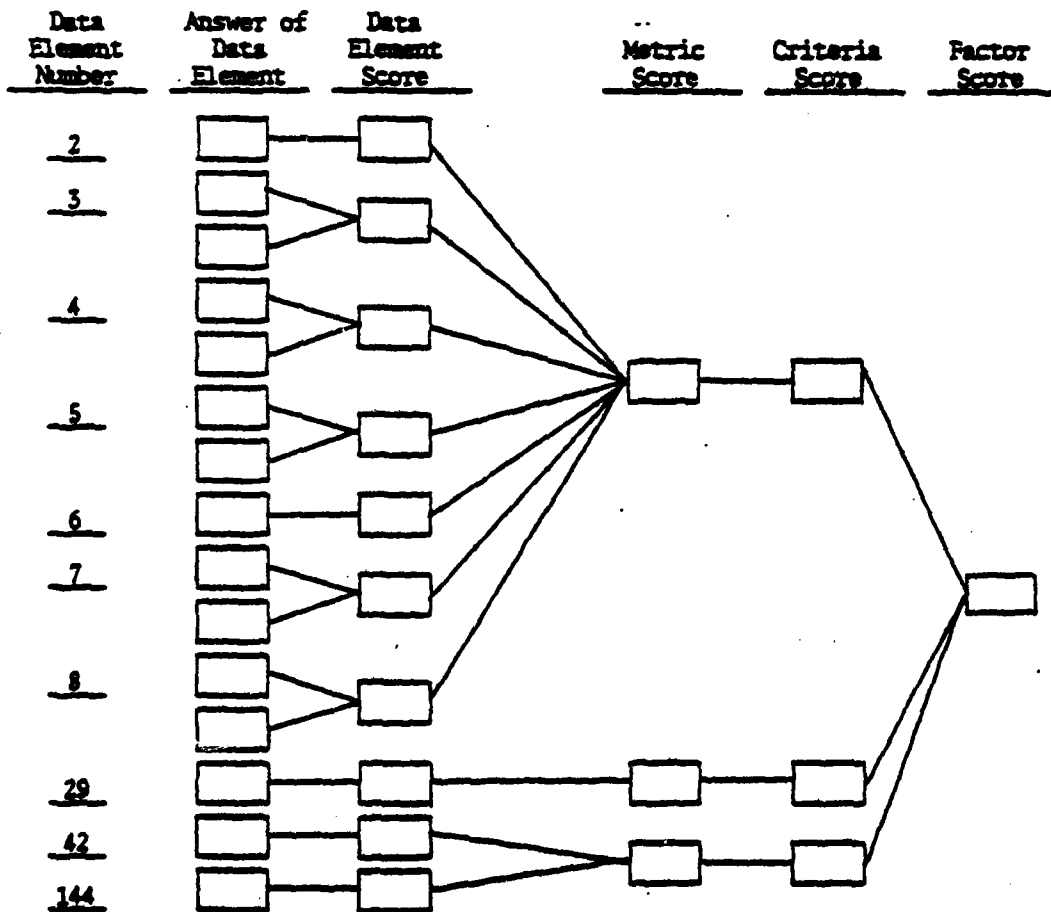 Data
Element
Number
Answer of
Data
Element
Data
Element
Score
Metric
Score
Criteria
Score
Factor
Score
2
3
4
5
6
7
8
29
42
144